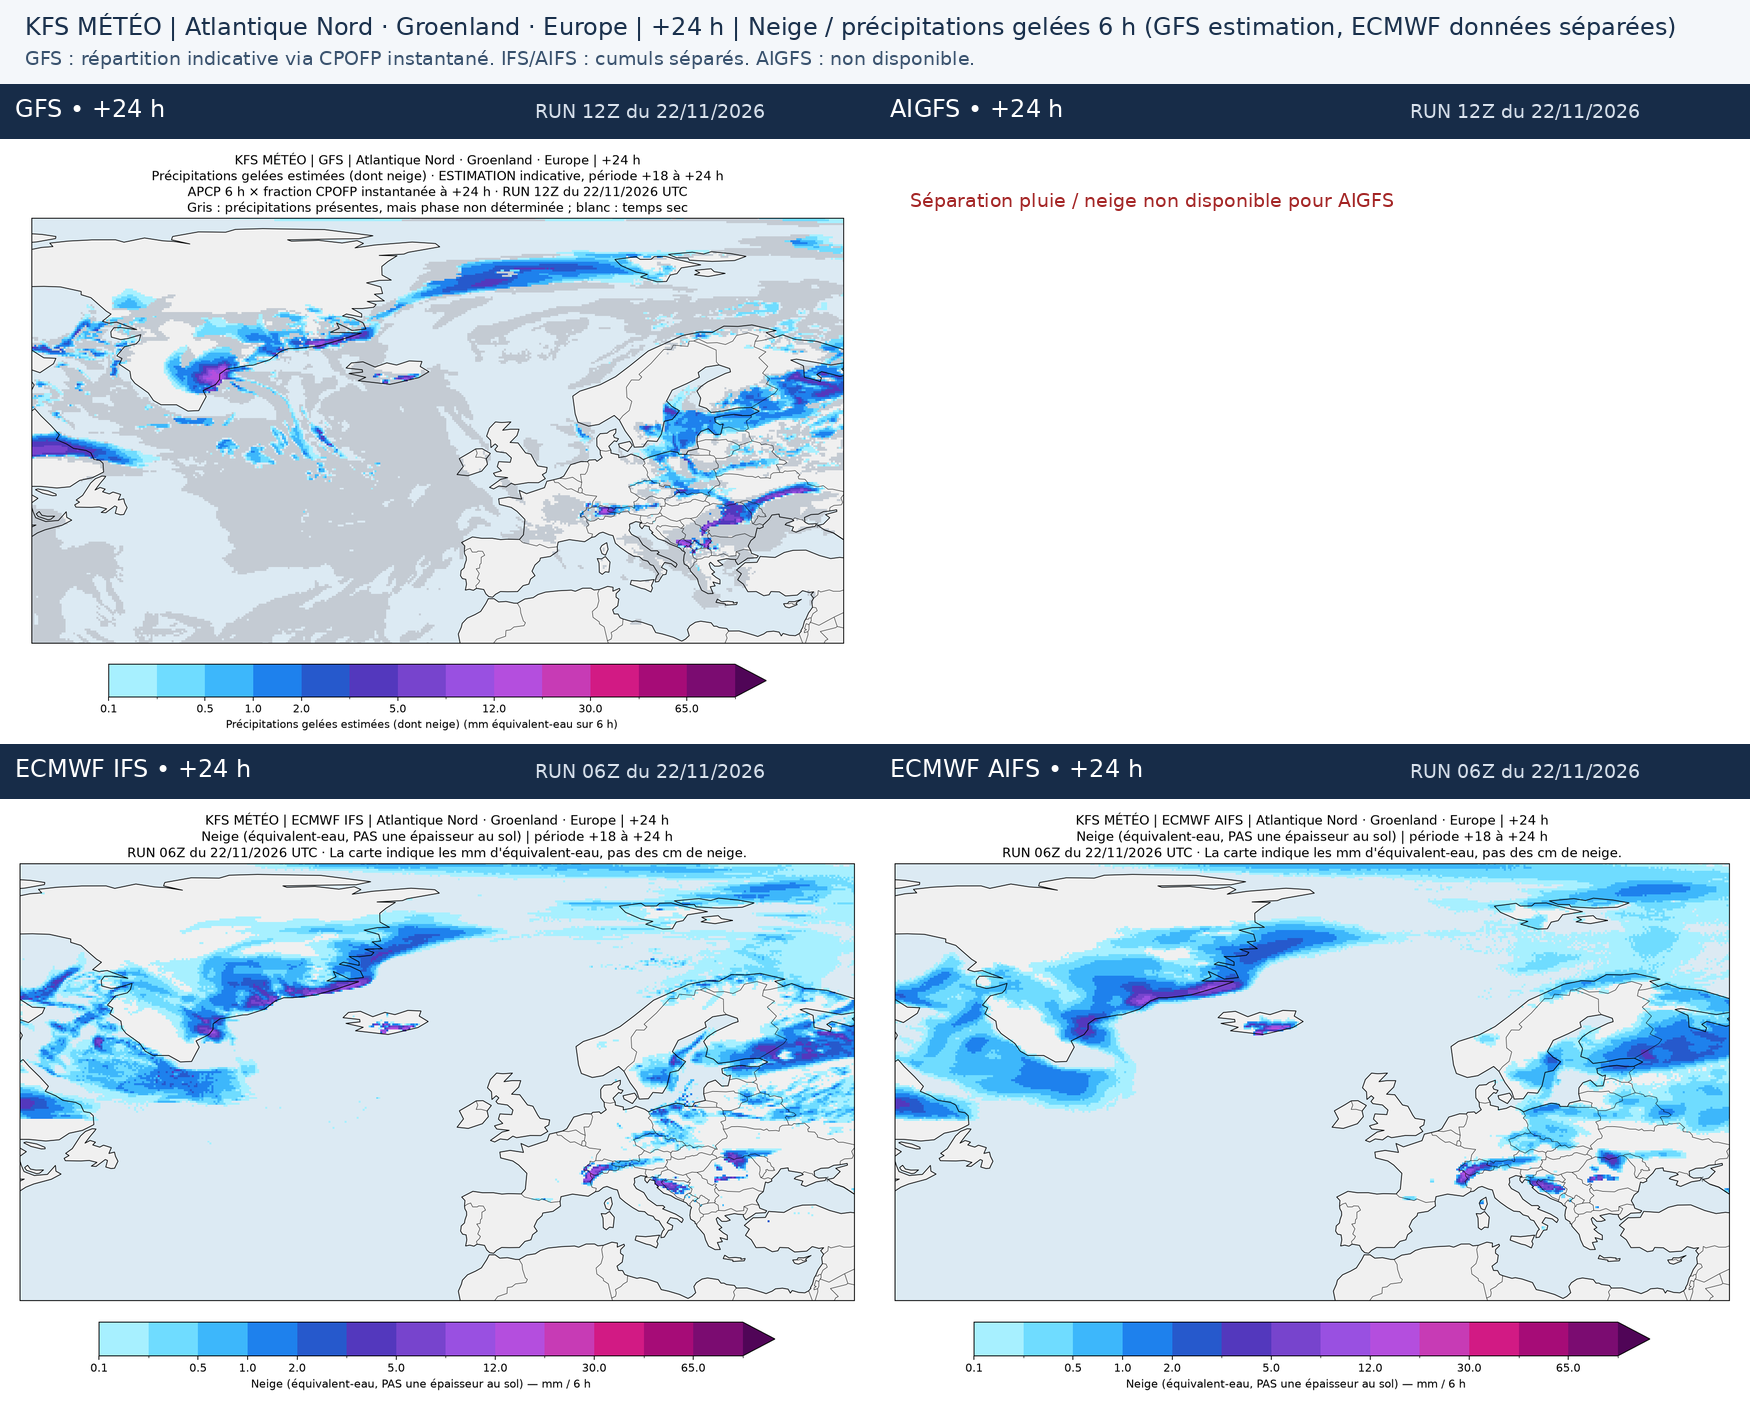 KFS MÉTÉO | Atlantique Nord · Groenland · Europe | +24 h | Neige / précipitations gelées 6 h (GFS estimation, ECMWF données séparées)
GFS : répartition indicative via CPOFP instantané. IFS/AIFS : cumuls séparés. AIGFS : non disponible.
GFS • +24 h
RUN 12Z du 22/11/2026
AIGFS • +24 h
RUN 12Z du 22/11/2026
KFS MÉTÉO | GFS | Atlantique Nord · Groenland · Europe | +24 h
Précipitations gelées estimées (dont neige) · ESTIMATION indicative, période +18 à +24 h
APCP 6 h × fraction CPOFP instantanée à +24 h · RUN 12Z du 22/11/2026 UTC
Gris : précipitations présentes, mais phase non déterminée ; blanc : temps sec
Séparation pluie / neige non disponible pour AIGFS
0.1 0.5 1.0 2.0 5.0 12.0 30.0 65.0
Précipitations gelées estimées (dont neige) (mm équivalent-eau sur 6 h)
ECMWF IFS • +24 h
RUN 06Z du 22/11/2026
ECMWF AIFS • +24 h
RUN 06Z du 22/11/2026
KFS MÉTÉO | ECMWF IFS | Atlantique Nord · Groenland · Europe | +24 h
Neige (équivalent-eau, PAS une épaisseur au sol) | période +18 à +24 h
RUN 06Z du 22/11/2026 UTC · La carte indique les mm d'équivalent-eau, pas des cm de neige.
KFS MÉTÉO | ECMWF AIFS | Atlantique Nord · Groenland · Europe | +24 h
Neige (équivalent-eau, PAS une épaisseur au sol) | période +18 à +24 h
RUN 06Z du 22/11/2026 UTC · La carte indique les mm d'équivalent-eau, pas des cm de neige.
0.1 0.5 1.0 2.0 5.0 12.0 30.0 65.0
Neige (équivalent-eau, PAS une épaisseur au sol) — mm / 6 h
0.1 0.5 1.0 2.0 5.0 12.0 30.0 65.0
Neige (équivalent-eau, PAS une épaisseur au sol) — mm / 6 h